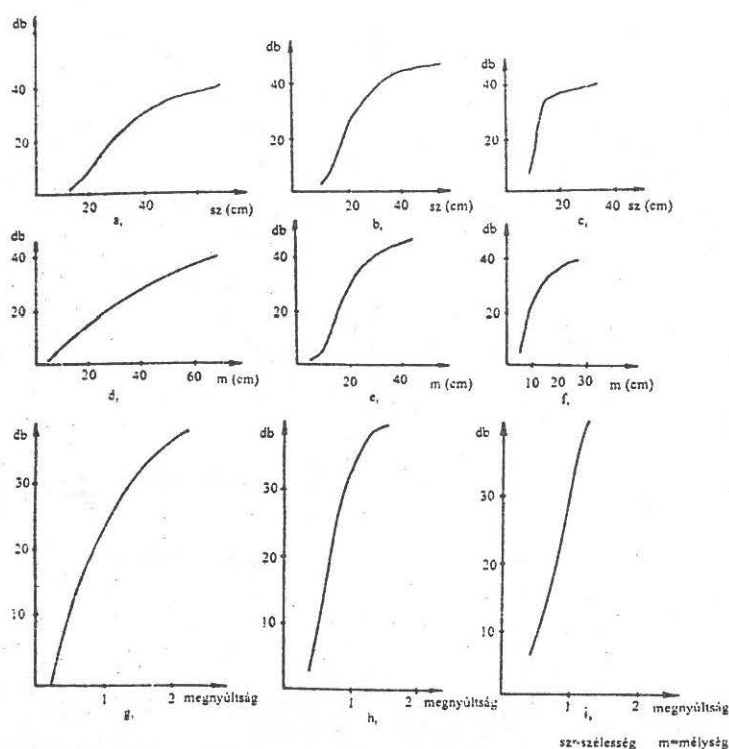 db
40
20
20 40 sz (cm)
a,
db
40
20
20 40 sz (cm)
b,
db
40
20
20 40 sz (cm)
c,
db
40
20
20 60 m (cm)
d,
db
40
20
20 40 m (cm)
e,
db
40
20
10 20 30 m (cm)
f,
db
30
20
10
1 2 megnyúltság
g,
db
30
20
10
1 2 megnyúltság
h,
db
30
20
10
1 2 megnyúltság
i,
sz=szélesség m=mélység